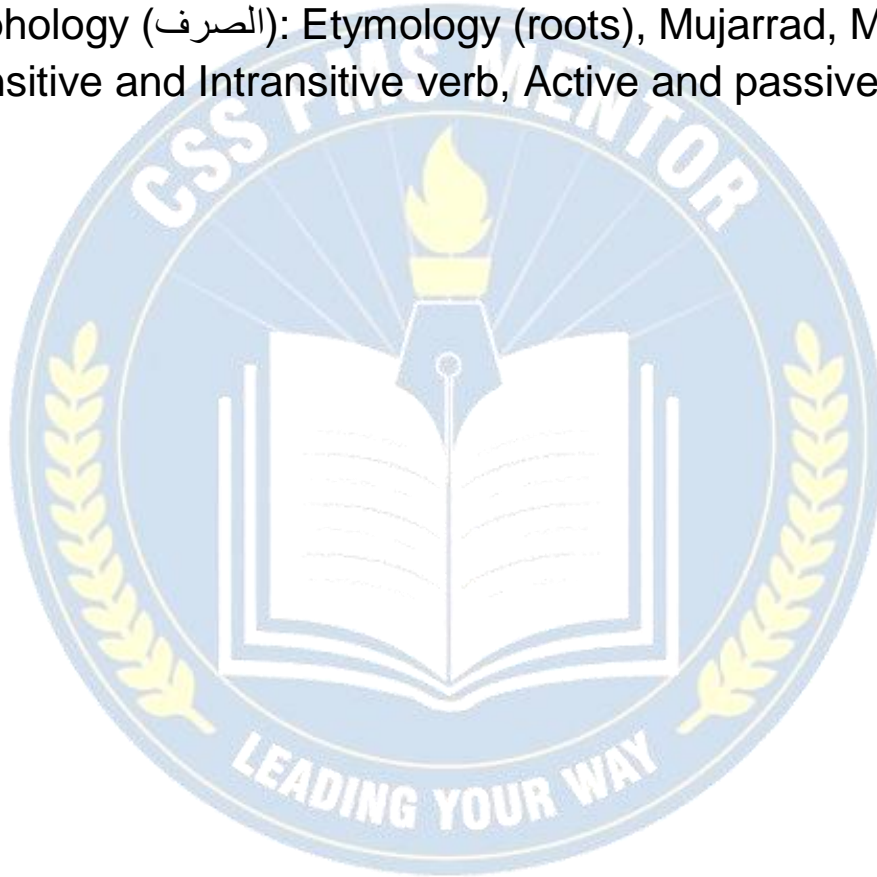 phology (الصرف): Etymology (roots), Mujarrad, M
nsitive and Intransitive verb, Active and passive
CSS PMS MENTOR
LEADING YOUR WAY